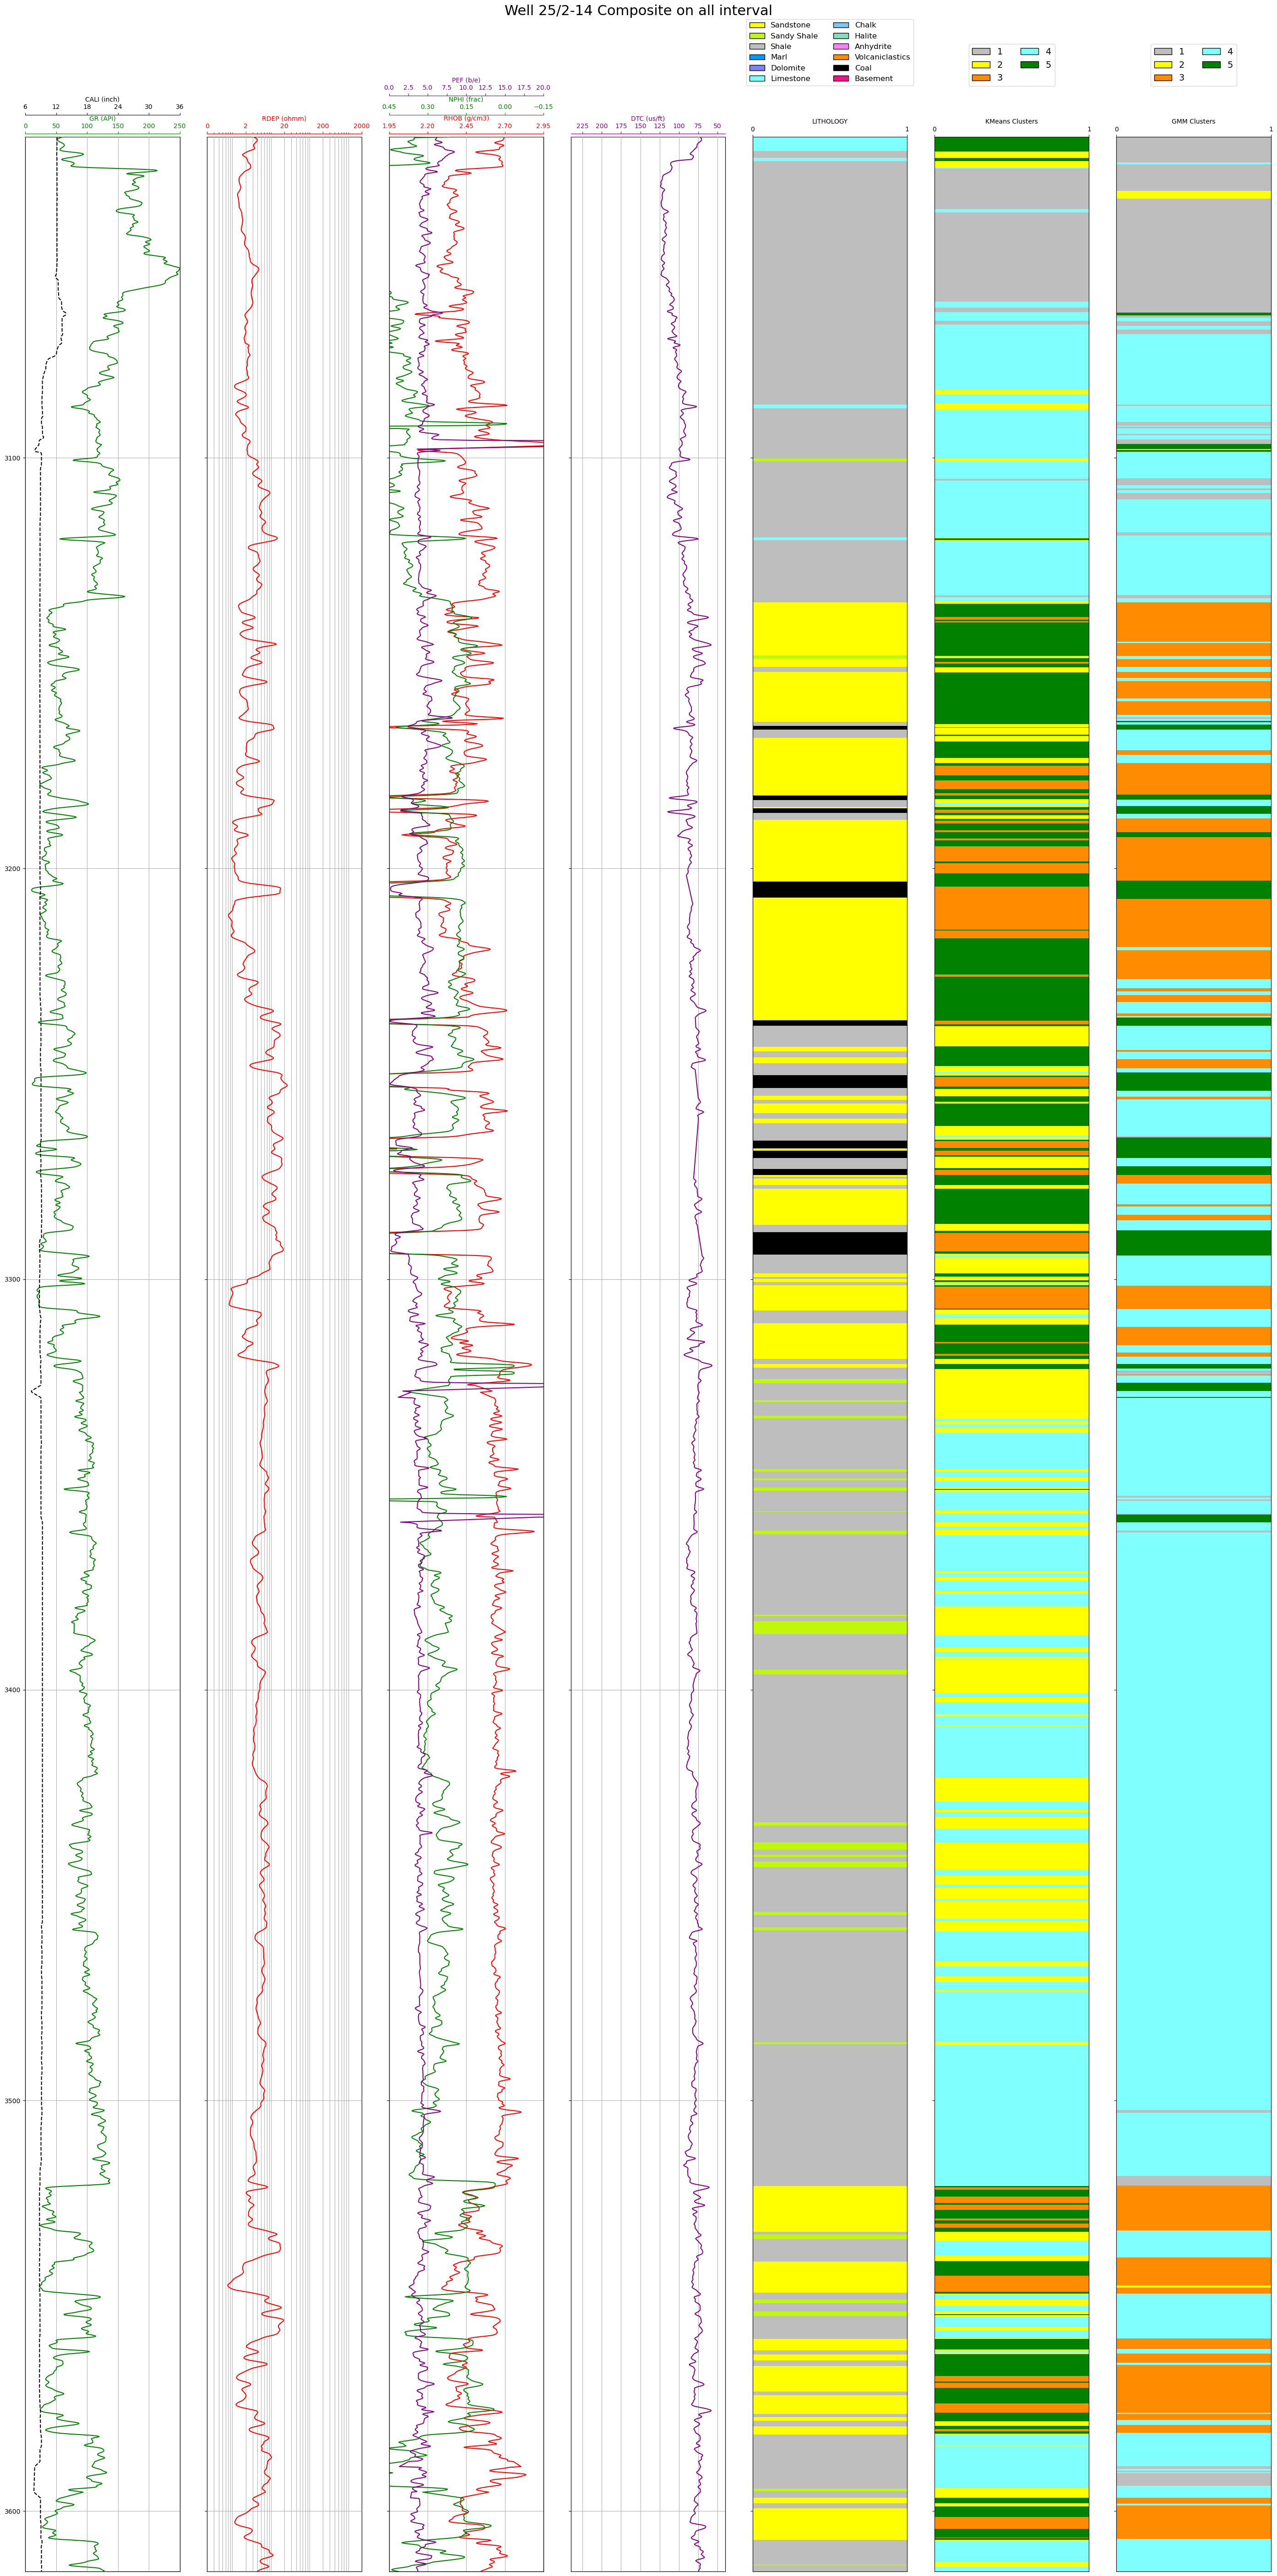 Well 25/2-14 Composite on all interval
Sandstone Chalk
Sandy Shale Halite
Shale Anhydrite
Marl Volcaniclastics
Dolomite Coal
Limestone Basement
1 4
2 5
3
1 4
2 5
3
PEF (b/e)
0.0 2.5 5.0 7.5 10.0 12.5 15.0 17.5 20.0
CALI (inch)
6 12 18 24 30 36
NPHI (frac)
0.45 0.30 0.15 0.00 −0.15
GR (API)
0 50 100 150 200 250
RDEP (ohmm)
0 2 20 200 2000
RHOB (g/cm3)
1.95 2.20 2.45 2.70 2.95
DTC (us/ft)
225 200 175 150 125 100 75 50
LITHOLOGY
0 1
KMeans Clusters
0 1
GMM Clusters
0 1
3100
3200
3300
3400
3500
3600